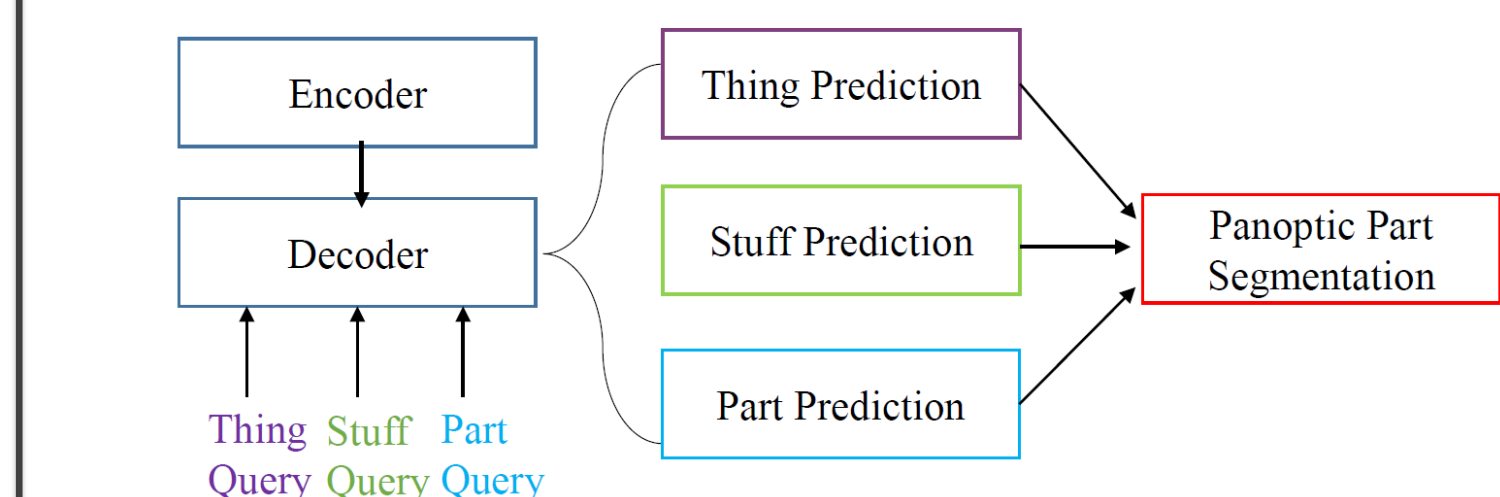 Encoder
Decoder
Thing Query
Stuff Query
Part Query
Thing Prediction
Stuff Prediction
Part Prediction
Panoptic Part
Segmentation